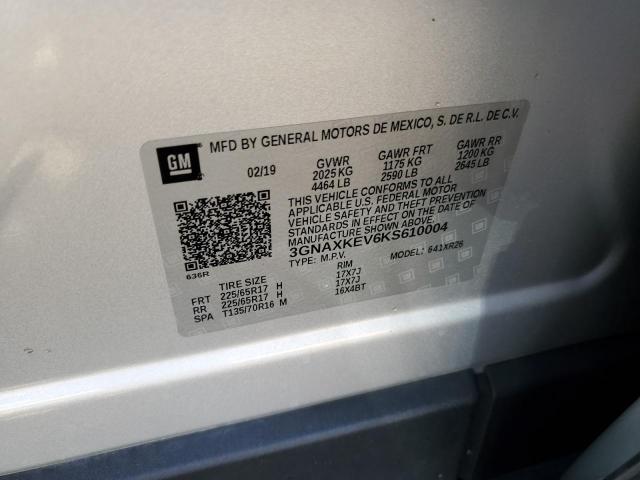 GM
MFD BY GENERAL MOTORS DE MEXICO, S. DE R.L. DE C.V.
02/19 GVWR GAWR FRT GAWR RR
2025 KG 1175 KG 1200 KG
4464 LB 2590 LB 2645 LB
THIS VEHICLE CONFORMS TO ALL
APPLICABLE U.S. FEDERAL MOTOR
VEHICLE SAFETY AND THEFT PREVENTION
STANDARDS IN EFFECT ON THE DATE OF
MANUFACTURE SHOWN ABOVE.
3GNAXKEV6KS610004
TYPE: M.P.V. MODEL: 641XR26
636R
TIRE SIZE RIM
FRT 225/65R17 H 17X7J
RR 225/65R17 H 17X7J
SPA T135/70R16 M 16X4BT